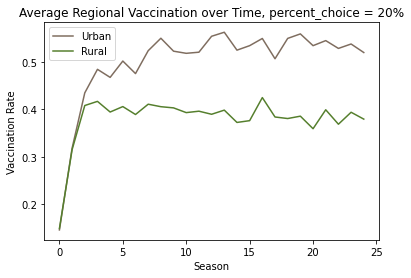 Average Regional Vaccination over Time, percent_choice = 20%
Urban
Rural
Vaccination Rate
0.5
0.4
0.3
0.2
0 5 10 15 20 25
Season